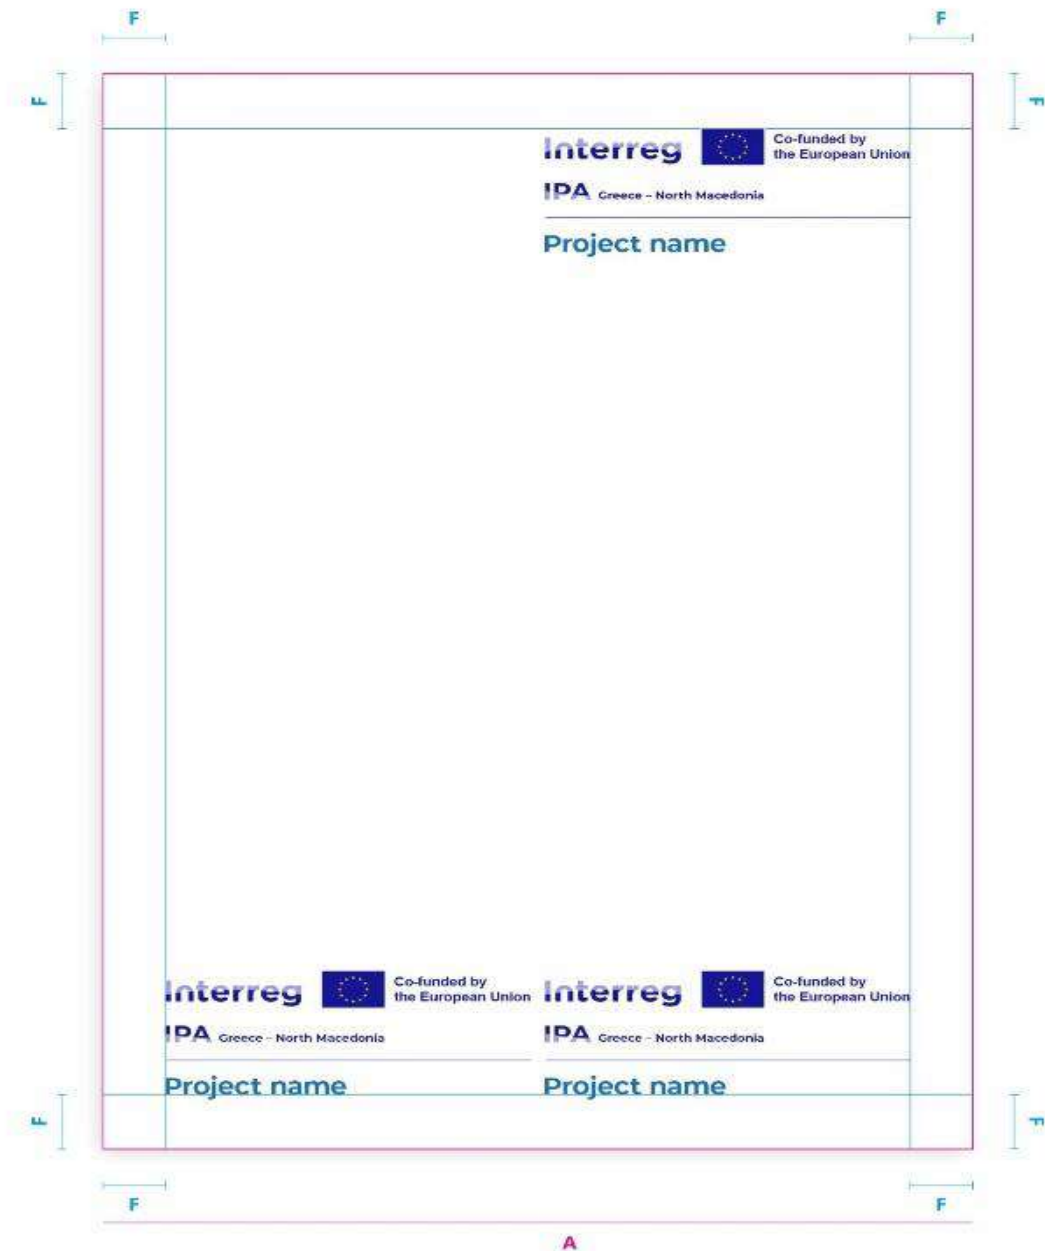 F
F
F
F
Interreg
Co-funded by
the European Union
IPA Greece – North Macedonia
Project name
Interreg
Co-funded by
the European Union
Interreg
Co-funded by
the European Union
IPA Greece – North Macedonia
IPA Greece – North Macedonia
Project name
Project name
F
F
F
F
A